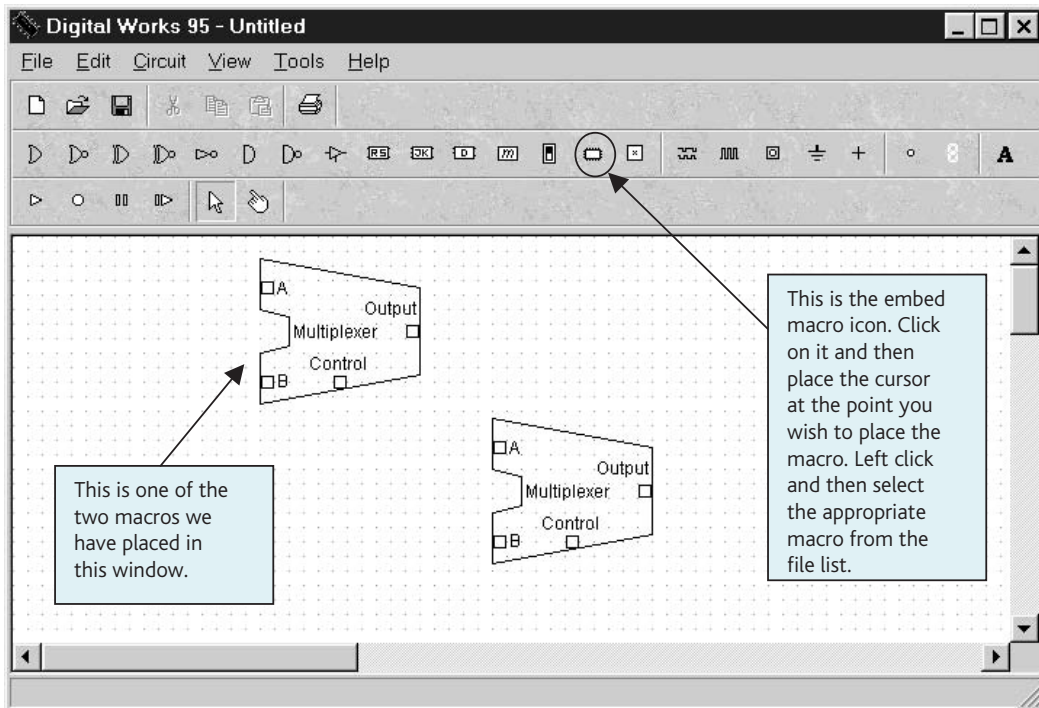 Digital Works 95 - Untitled
File Edit Circuit View Tools Help
RS JK D m
A
A
Output
Multiplexer
Control
B
A
Output
Multiplexer
Control
B
This is one of the
two macros we
have placed in
this window.
This is the embed
macro icon. Click
on it and then
place the cursor
at the point you
wish to place the
macro. Left click
and then select
the appropriate
macro from the
file list.